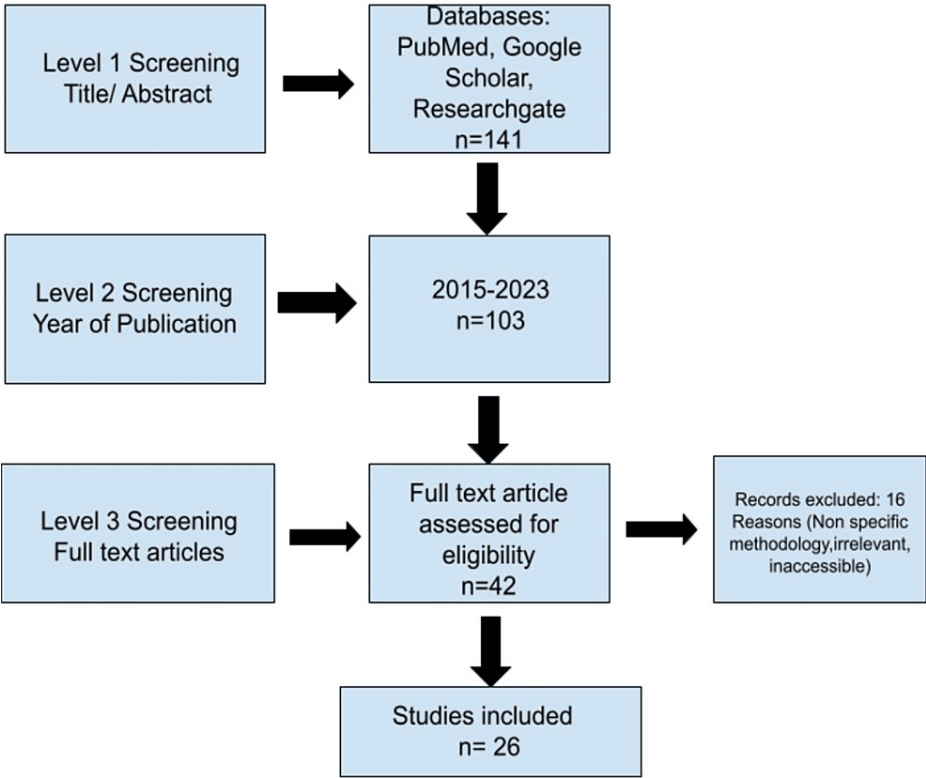 Level 1 Screening
Title/ Abstract
Databases:
PubMed, Google
Scholar,
Researchgate
n=141
Level 2 Screening
Year of Publication
2015-2023
n=103
Level 3 Screening
Full text articles
Full text article
assessed for
eligibility
n=42
Records excluded: 16
Reasons (Non specific
methodology,irrelevant,
inaccessible)
Studies included
n= 26